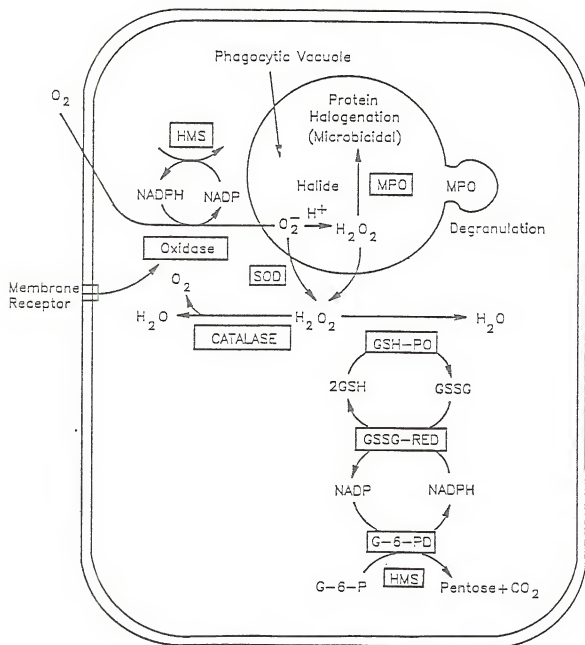 Phagocytic Vacuole
O₂
Protein
Halogenation
(Microbicidal)
HMS
Halide
MPO
MPO
NADPH
NADP
O₂⁻
H⁺
H₂O₂
Degranulation
Oxidase
Membrane
Receptor
O₂
SOD
H₂O
H₂O₂
H₂O
CATALASE
GSH-PO
2GSH
GSSG
GSSG-RED
NADP
NADPH
G-6-PD
G-6-P
HMS
Pentose+CO₂